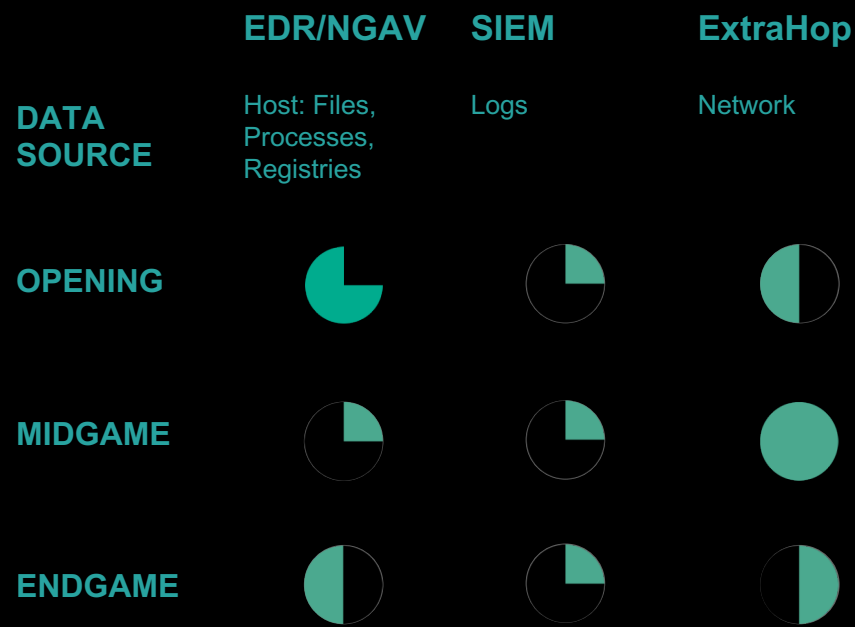 EDR/NGAV SIEM ExtraHop
DATA
SOURCE
Host: Files,
Processes,
Registries
Logs
Network
OPENING
MIDGAME
ENDGAME